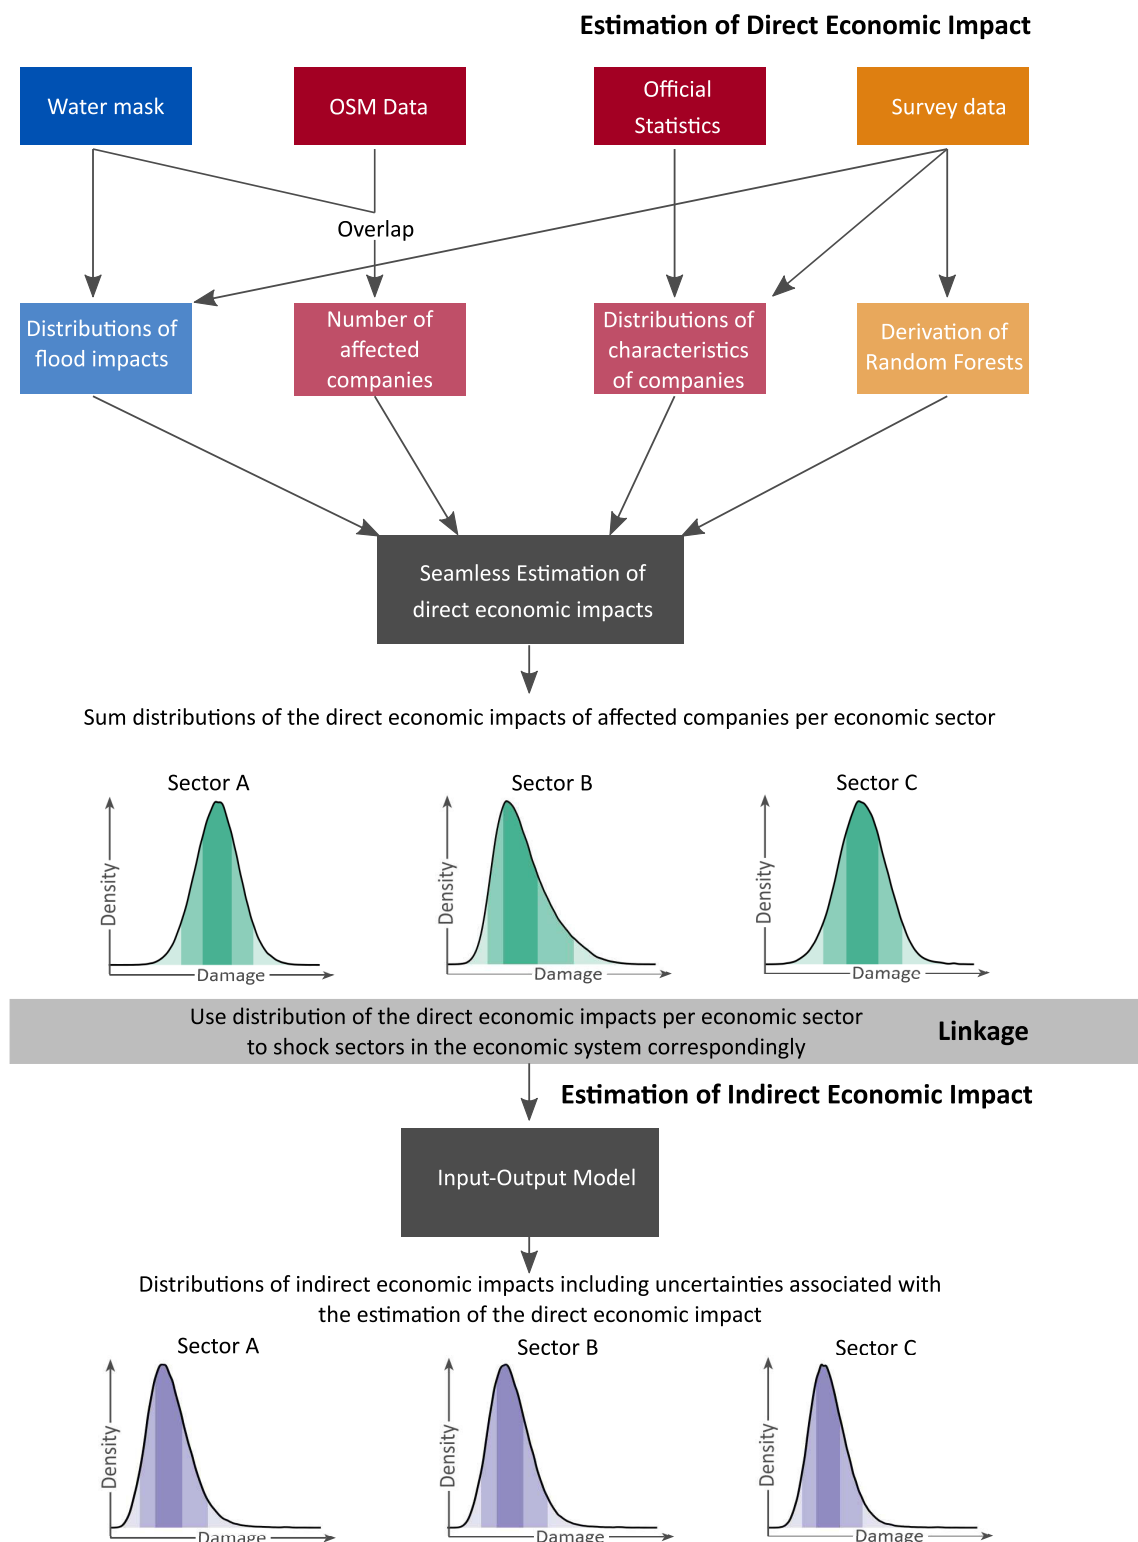 Estimation of Direct Economic Impact
Water mask
OSM Data
Official
Statistics
Survey data
Overlap
Distributions of
flood impacts
Number of
affected
companies
Distributions of
characteristics
of companies
Derivation of
Random Forests
Seamless Estimation of
direct economic impacts
Sum distributions of the direct economic impacts of affected companies per economic sector
Sector A
Sector B
Sector C
Density
Damage
Density
Damage
Density
Damage
Use distribution of the direct economic impacts per economic sector
to shock sectors in the economic system correspondingly
Linkage
Estimation of Indirect Economic Impact
Input-Output Model
Distributions of indirect economic impacts including uncertainties associated with
the estimation of the direct economic impact
Sector A
Sector B
Sector C
Density
Damage
Density
Damage
Density
Damage